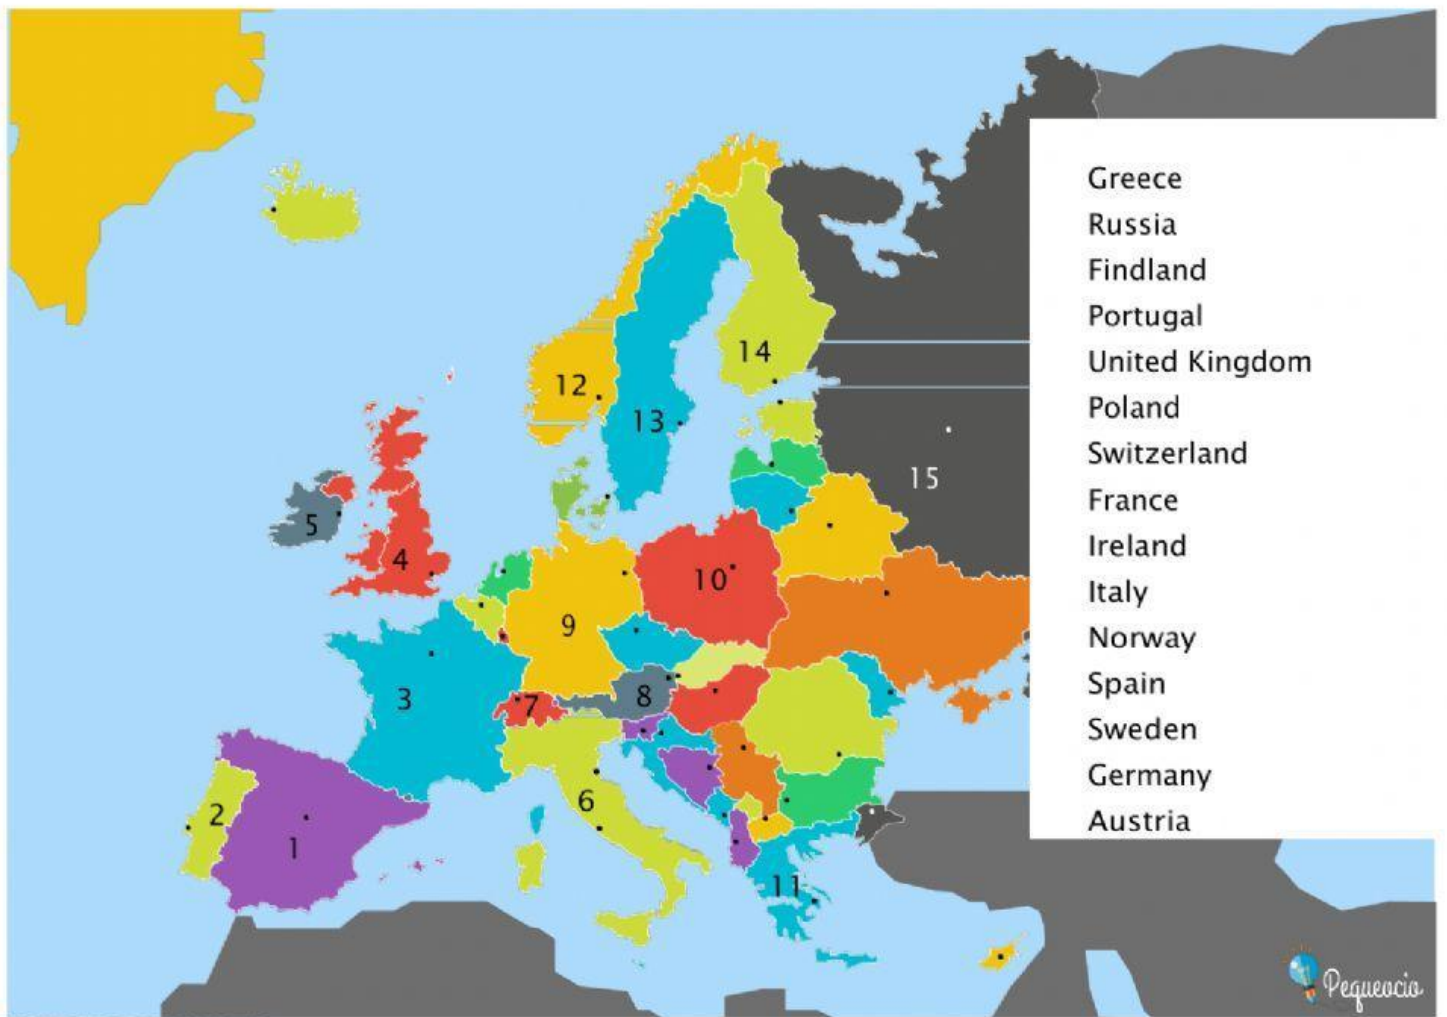 14
12
13
15
5
4
10
9
3
7
8
2
1
6
11
Greece
Russia
Findland
Portugal
United Kingdom
Poland
Switzerland
France
Ireland
Italy
Norway
Spain
Sweden
Germany
Austria
Pequeocio